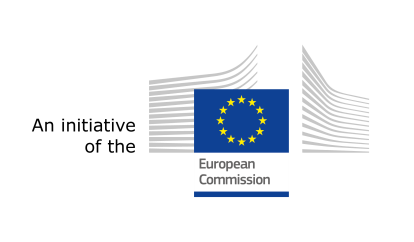 An initiative
of the
European
Commission